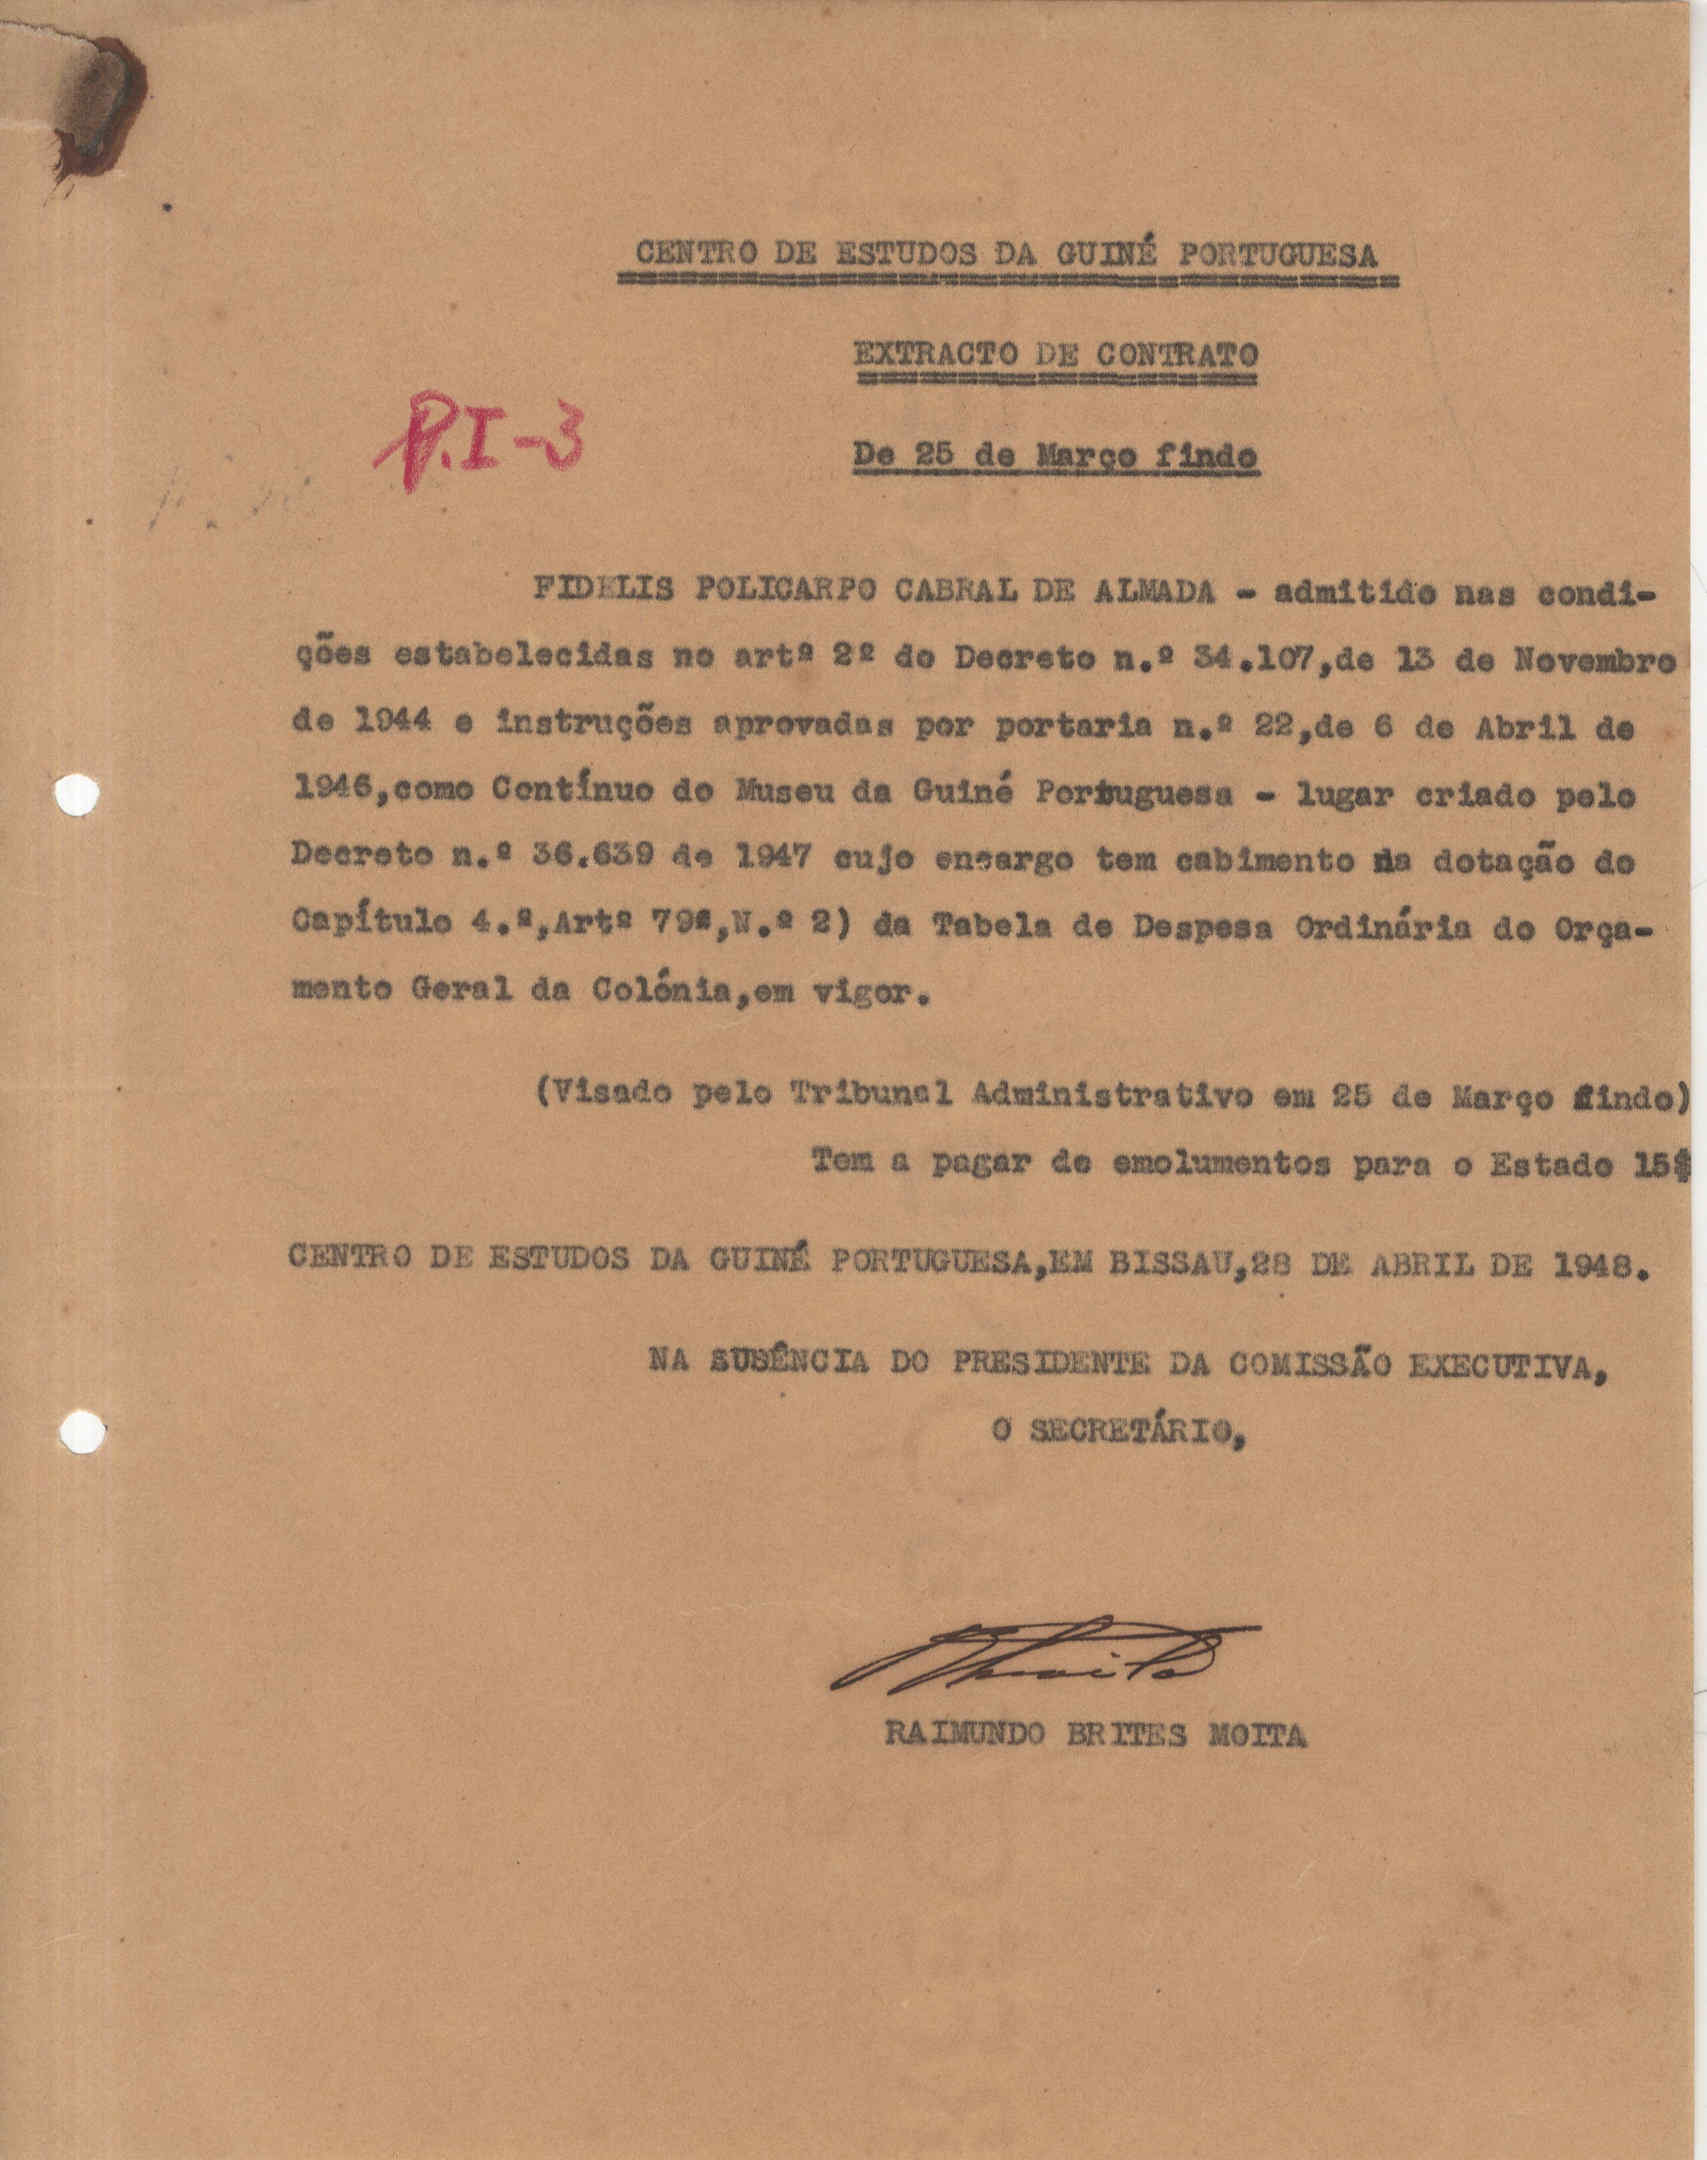 CENTRO DE ESTUDOS DA GUINÉ PORTUGUESA
EXTRACTO DE CONTRATO
P.I-3
De 25 de Março findo
FIDELIS POLICARPO CABRAL DE ALMADA - admitido nas condi-
ções estabelecidas no artº 2º do Decreto n.º 34.107,de 13 de Novembro
de 1944 e instruções aprovadas por portaria n.º 22,de 6 de Abril de
1946,como Contínuo do Museu da Guiné Portuguesa - lugar criado pelo
Decreto n.º 36.639 de 1947 cujo encargo tem cabimento na dotação do
Capítulo 4.º,Artº 79º,N.º 2) da Tabela de Despesa Ordinária do Orça-
mento Geral da Colónia,em vigor.
(Visado pelo Tribunal Administrativo em 25 de Março findo)
Tem a pagar de emolumentos para o Estado 15$
CENTRO DE ESTUDOS DA GUINÉ PORTUGUESA,EM BISSAU,28 DE ABRIL DE 1948.
NA SUSÊNCIA DO PRESIDENTE DA COMISSÃO EXECUTIVA,
O SECRETÁRIO,
RAIMUNDO BRITES MOITA